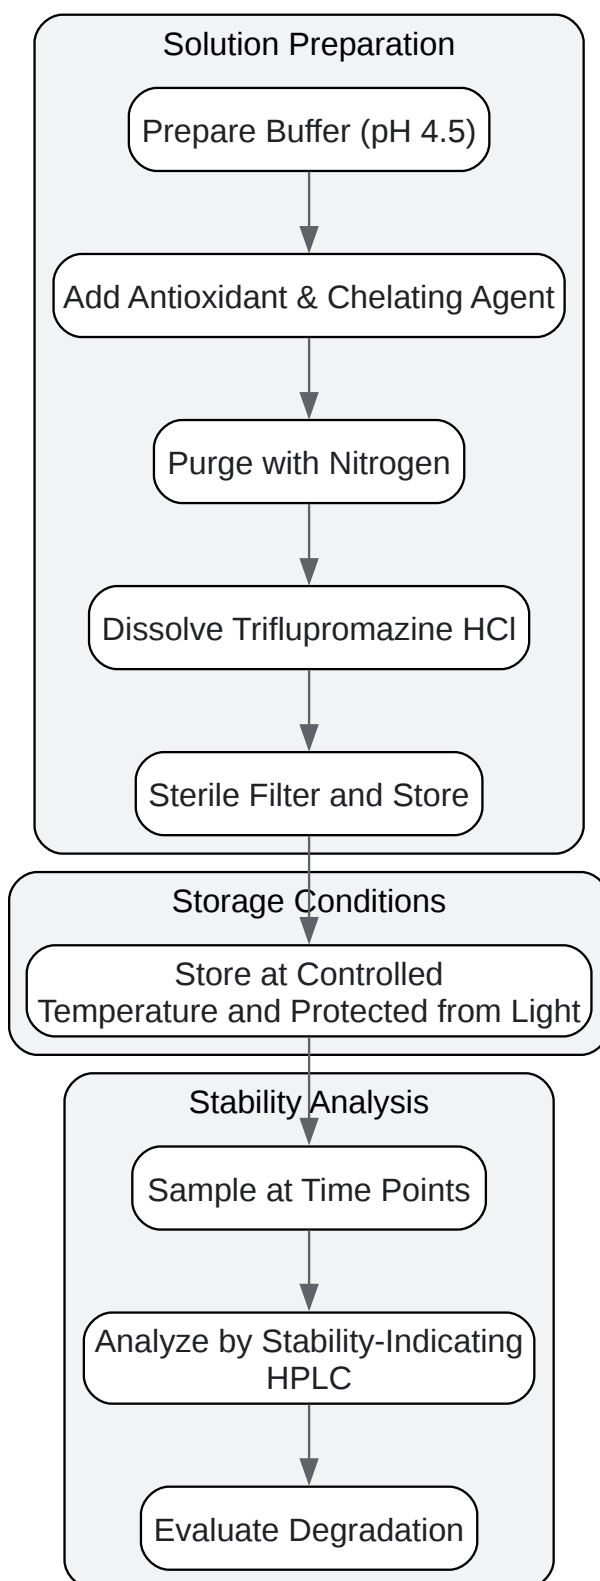 Solution Preparation
Prepare Buffer (pH 4.5)
Add Antioxidant & Chelating Agent
Purge with Nitrogen
Dissolve Triflupromazine HCl
Sterile Filter and Store
Storage Conditions
Store at Controlled
Temperature and Protected from Light
Stability Analysis
Sample at Time Points
Analyze by Stability-Indicating
HPLC
Evaluate Degradation